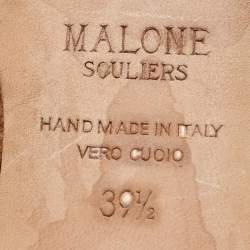 MALONE
SOULIERS
HAND MADE IN ITALY
VERO CUOIO
39½